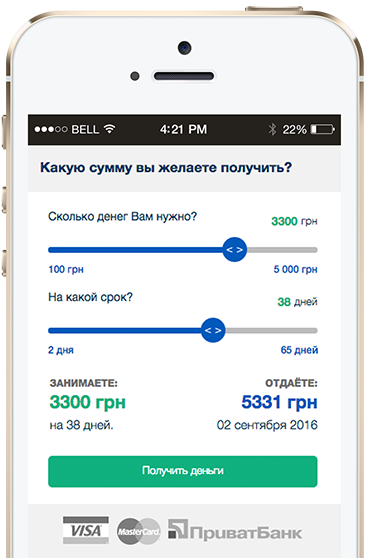 BELL 4:21 PM 22%
Какую сумму вы желаете получить?
Сколько денег Вам нужно? 3300 грн
< >
100 грн 5 000 грн
На какой срок? 38 дней
< >
2 дня 65 дней
ЗАНИМАЕТЕ: ОТДАЁТЕ:
3300 грн 5331 грн
на 38 дней. 02 сентября 2016
Получить деньги
VISA MasterCard ПриватБанк